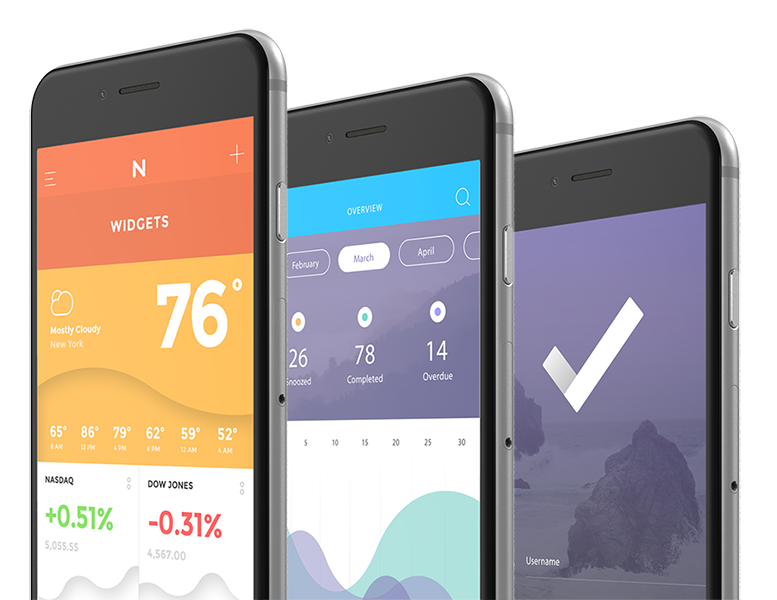 N
WIDGETS
76°
Mostly Cloudy
New York
65° 86° 79° 62° 59° 52°
8 AM 12 PM 4 PM 8 PM 12 AM 4 AM
NASDAQ
+0.51%
5,055.55
DOW JONES
-0.31%
4,567.00
OVERVIEW
February March April
26 78 14
Snoozed Completed Overdue
5 10 15 20 25 30
Username